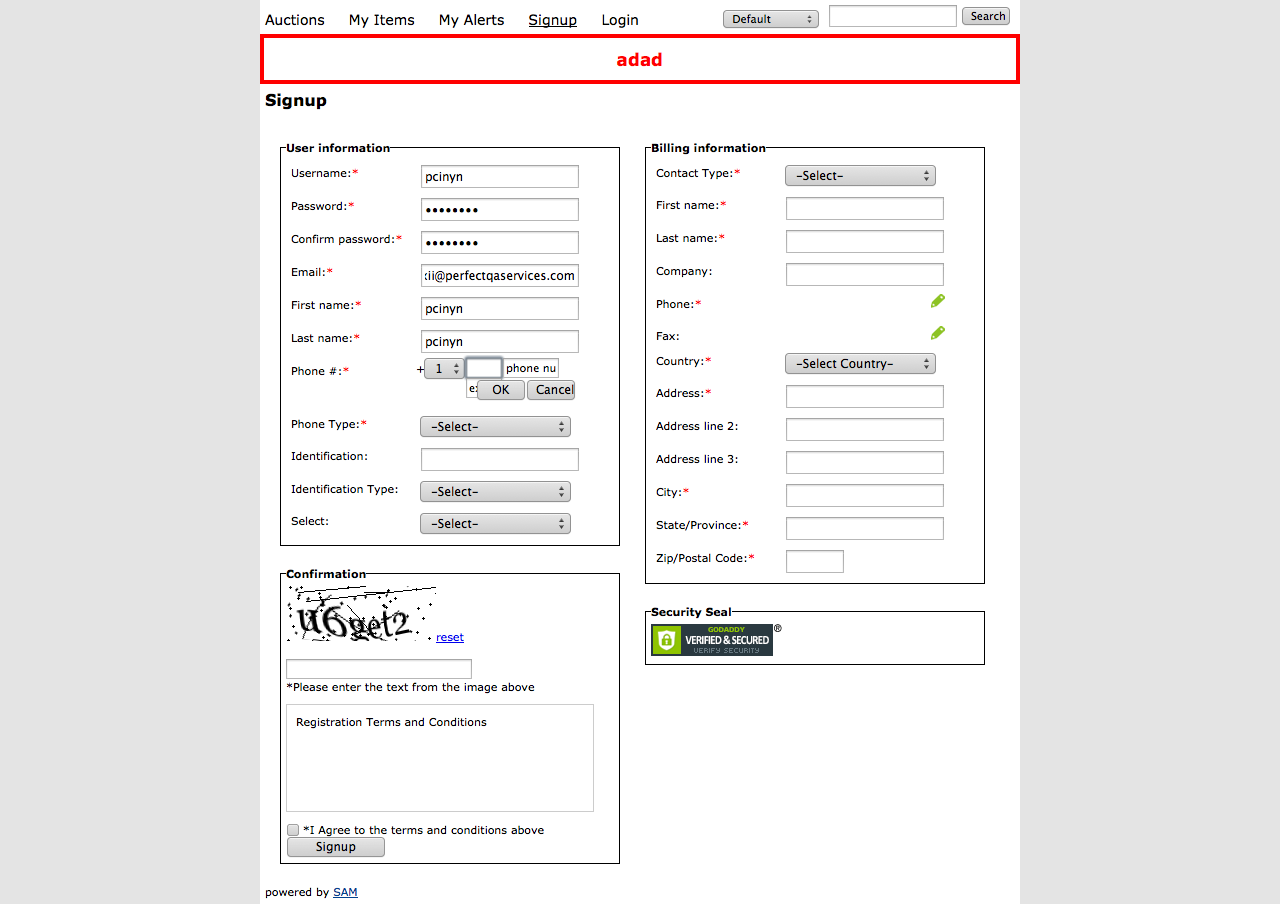 Auctions My Items My Alerts Signup Login Default Search
adad
Signup
User information
Username:* pcinyn
Password:* ••••••••
Confirm password:* ••••••••
Email:* xii@perfectqaservices.com
First name:* pcinyn
Last name:* pcinyn
Phone #:* +1 phone nu
OK Cancel
Phone Type:* -Select-
Identification:
Identification Type: -Select-
Select: -Select-
Confirmation
u6get2
reset
*Please enter the text from the image above
Registration Terms and Conditions
*I Agree to the terms and conditions above
Signup
Billing information
Contact Type:* -Select-
First name:*
Last name:*
Company:
Phone:*
Fax:
Country:* -Select Country-
Address:*
Address line 2:
Address line 3:
City:*
State/Province:*
Zip/Postal Code:*
Security Seal
GODADDY ®
VERIFIED & SECURED
VERIFY SECURITY
powered by SAM